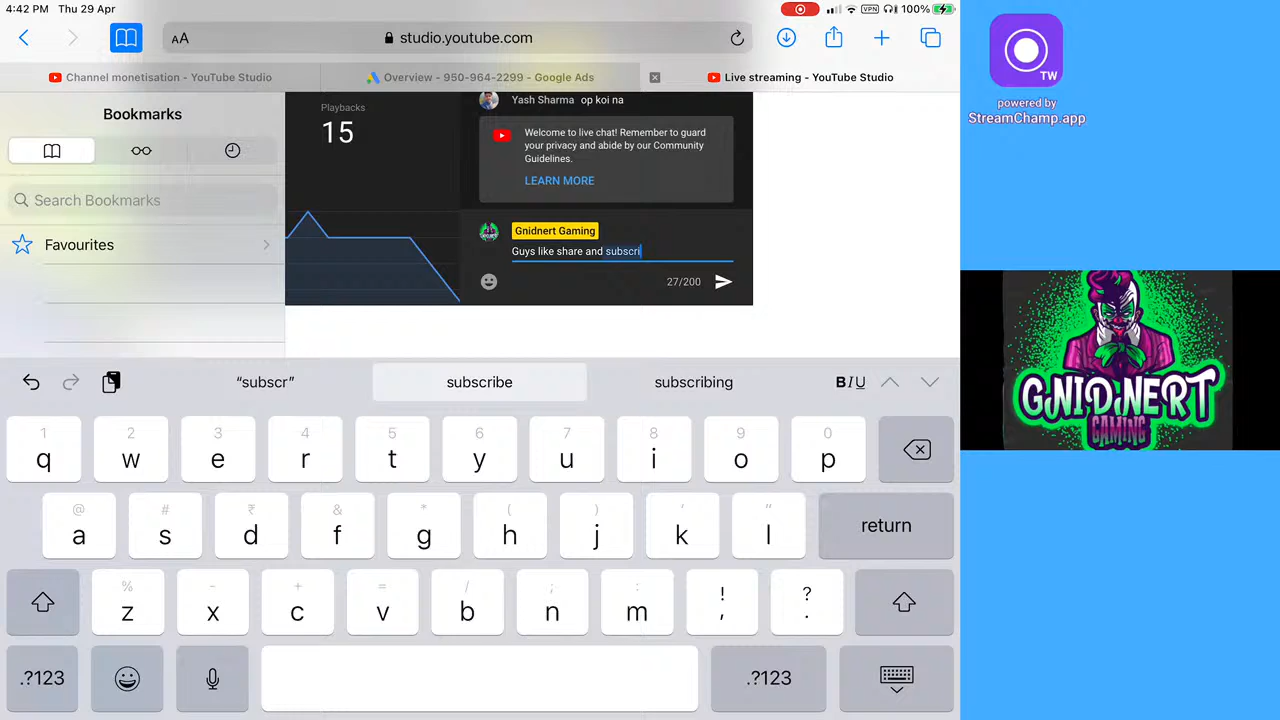 4:42 PM Thu 29 Apr
VPN 100%
AA studio.youtube.com
Channel monetisation - YouTube Studio
Overview - 950-964-2299 - Google Ads
Live streaming - YouTube Studio
Bookmarks
Search Bookmarks
Favourites
Playbacks
15
Yash Sharma op koi na
Welcome to live chat! Remember to guard
your privacy and abide by our Community
Guidelines.
LEARN MORE
Gnidnert Gaming
Guys like share and subscri
27/200
TW
powered by
StreamChamp.app
GNIDNERT
GAMING
“subscr” subscribe subscribing BIU
1 2 3 4 5 6 7 8 9 0
q w e r t y u i o p
@ # ₹ & * ( ) ' "
a s d f g h j k l return
% - + = / ; : ! ?
z x c v b n m , .
.?123 .?123